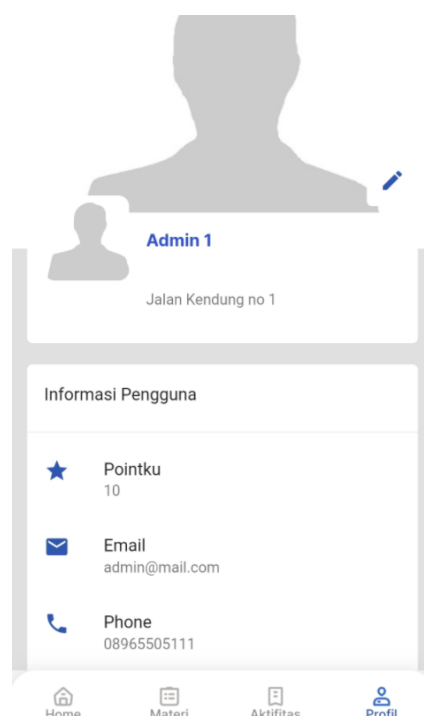 Admin 1
Jalan Kendung no 1
Informasi Pengguna
Pointku
10
Email
admin@mail.com
Phone
08965505111
Home
Materi
Aktifitas
Profil